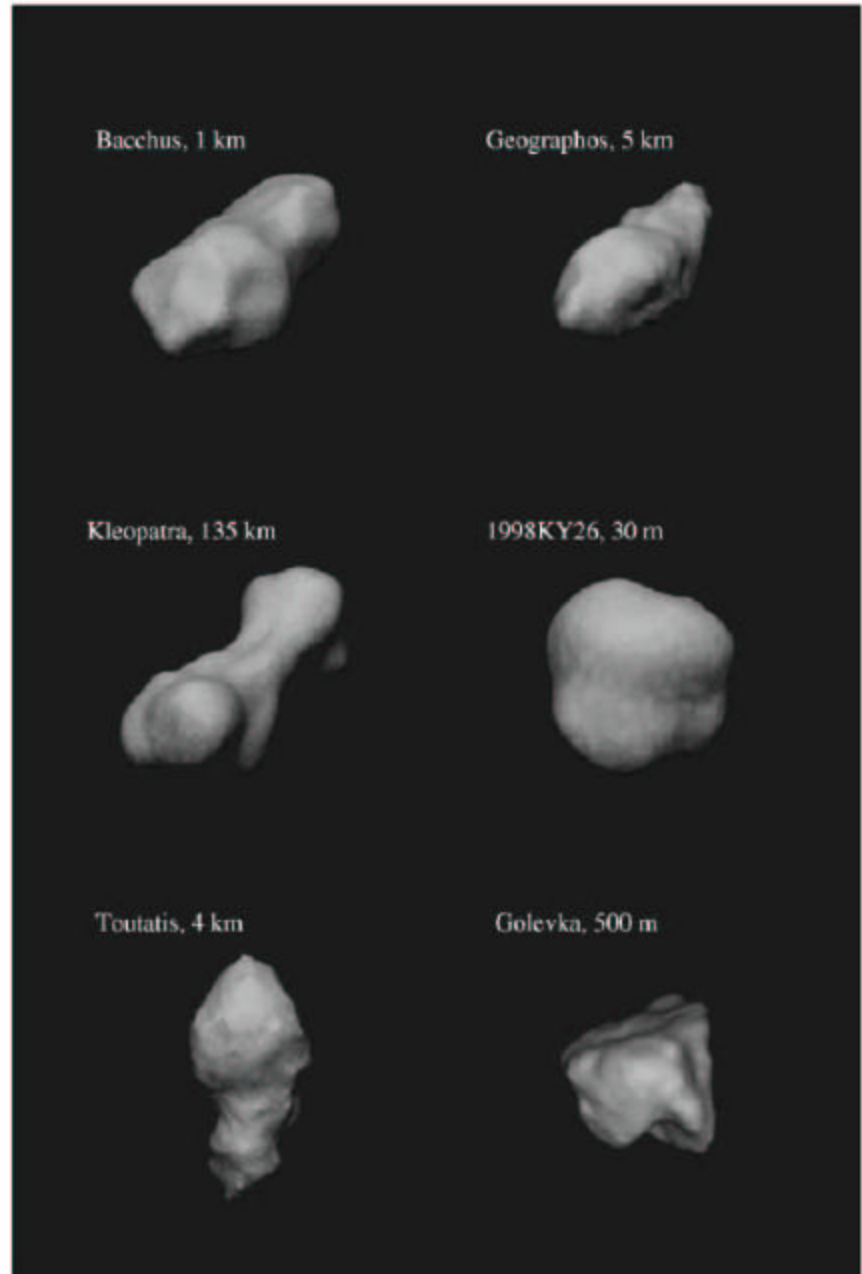 Bacchus, 1 km
Geographos, 5 km
Kleopatra, 135 km
1998KY26, 30 m
Toutatis, 4 km
Golevka, 500 m